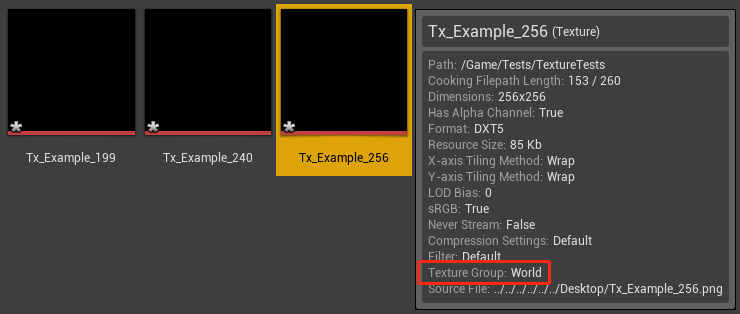 Tx_Example_199
Tx_Example_240
Tx_Example_256
Tx_Example_256 (Texture)
Path: /Game/Tests/TextureTests
Cooking Filepath Length: 153 / 260
Dimensions: 256x256
Has Alpha Channel: True
Format: DXT5
Resource Size: 85 Kb
X-axis Tiling Method: Wrap
Y-axis Tiling Method: Wrap
LOD Bias: 0
sRGB: True
Never Stream: False
Compression Settings: Default
Filter: Default
Texture Group: World
Source File: ../../../../../../Desktop/Tx_Example_256.png